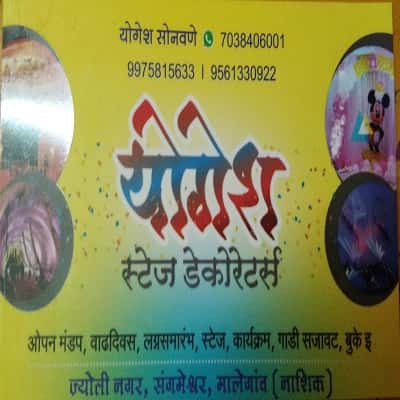 योगेश सोनवणे 7038406001
9975815633 | 9561330922
योगेश
स्टेज डेकोरेटर्स
ओपन मंडप, वाढदिवस, लग्नसमारंभ, स्टेज, कार्यक्रम, गाडी सजावट, बुके इ
ज्योली नगर, संगमेश्वर, मालेगांव (नाशिक)